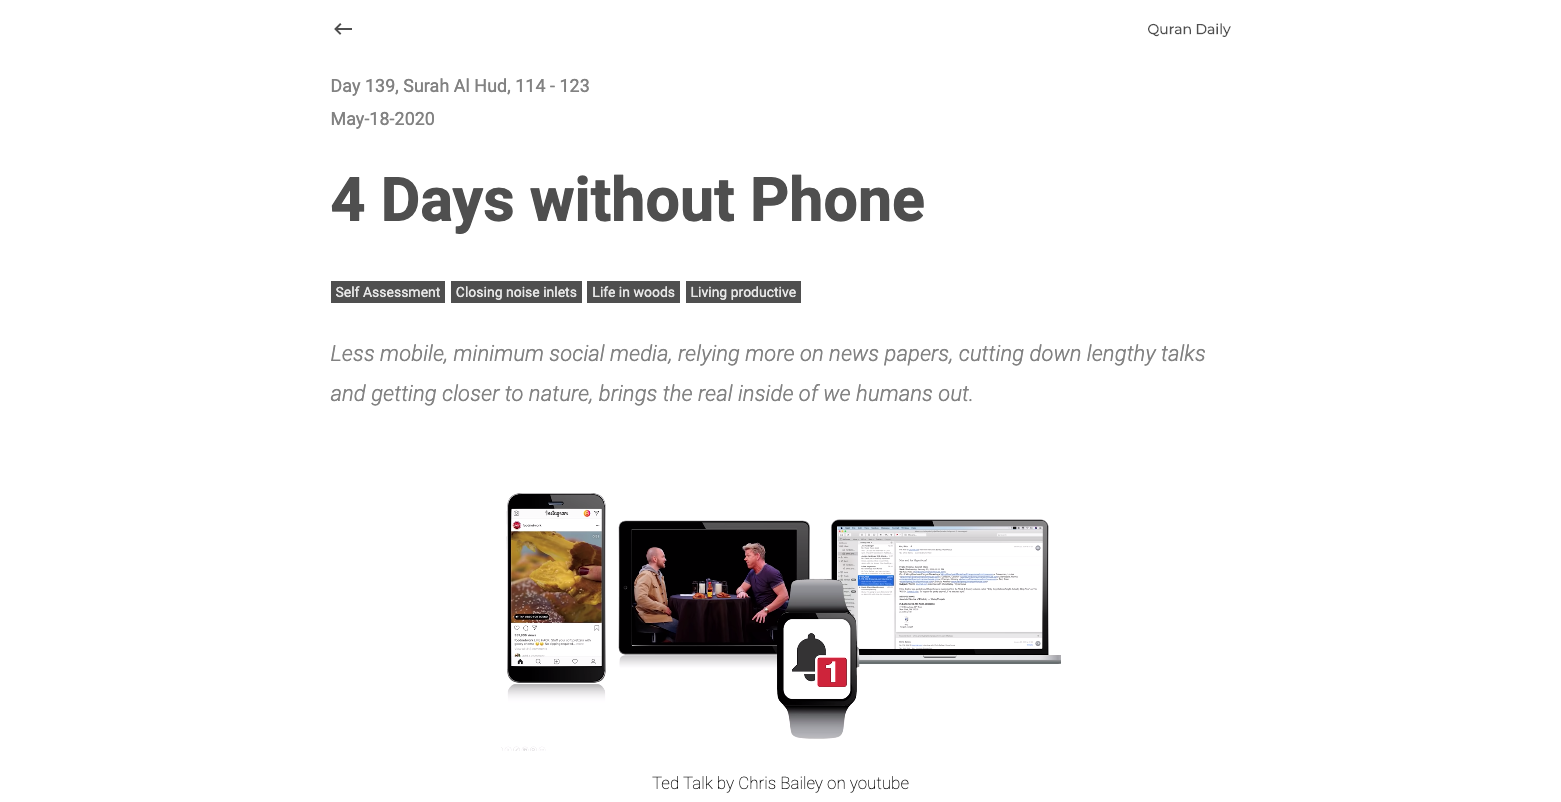 Quran Daily
Day 139, Surah Al Hud, 114 - 123
May-18-2020
4 Days without Phone
Self Assessment Closing noise inlets Life in woods Living productive
Less mobile, minimum social media, relying more on news papers, cutting down lengthy talks
and getting closer to nature, brings the real inside of we humans out.
Instagram
1
Ted Talk by Chris Bailey on youtube